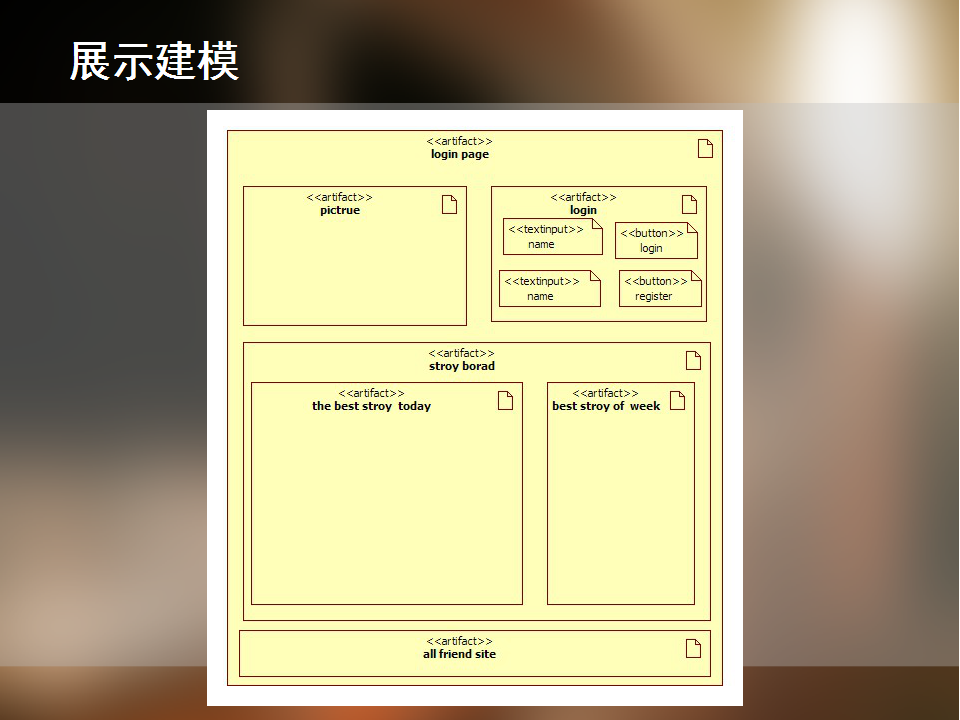 展示建模
<<artifact>>
login page
<<artifact>>
pictrue
<<artifact>>
login
<<textinput>>
name
<<button>>
login
<<textinput>>
name
<<button>>
register
<<artifact>>
stroy borad
<<artifact>>
the best stroy today
<<artifact>>
best stroy of week
<<artifact>>
all friend site